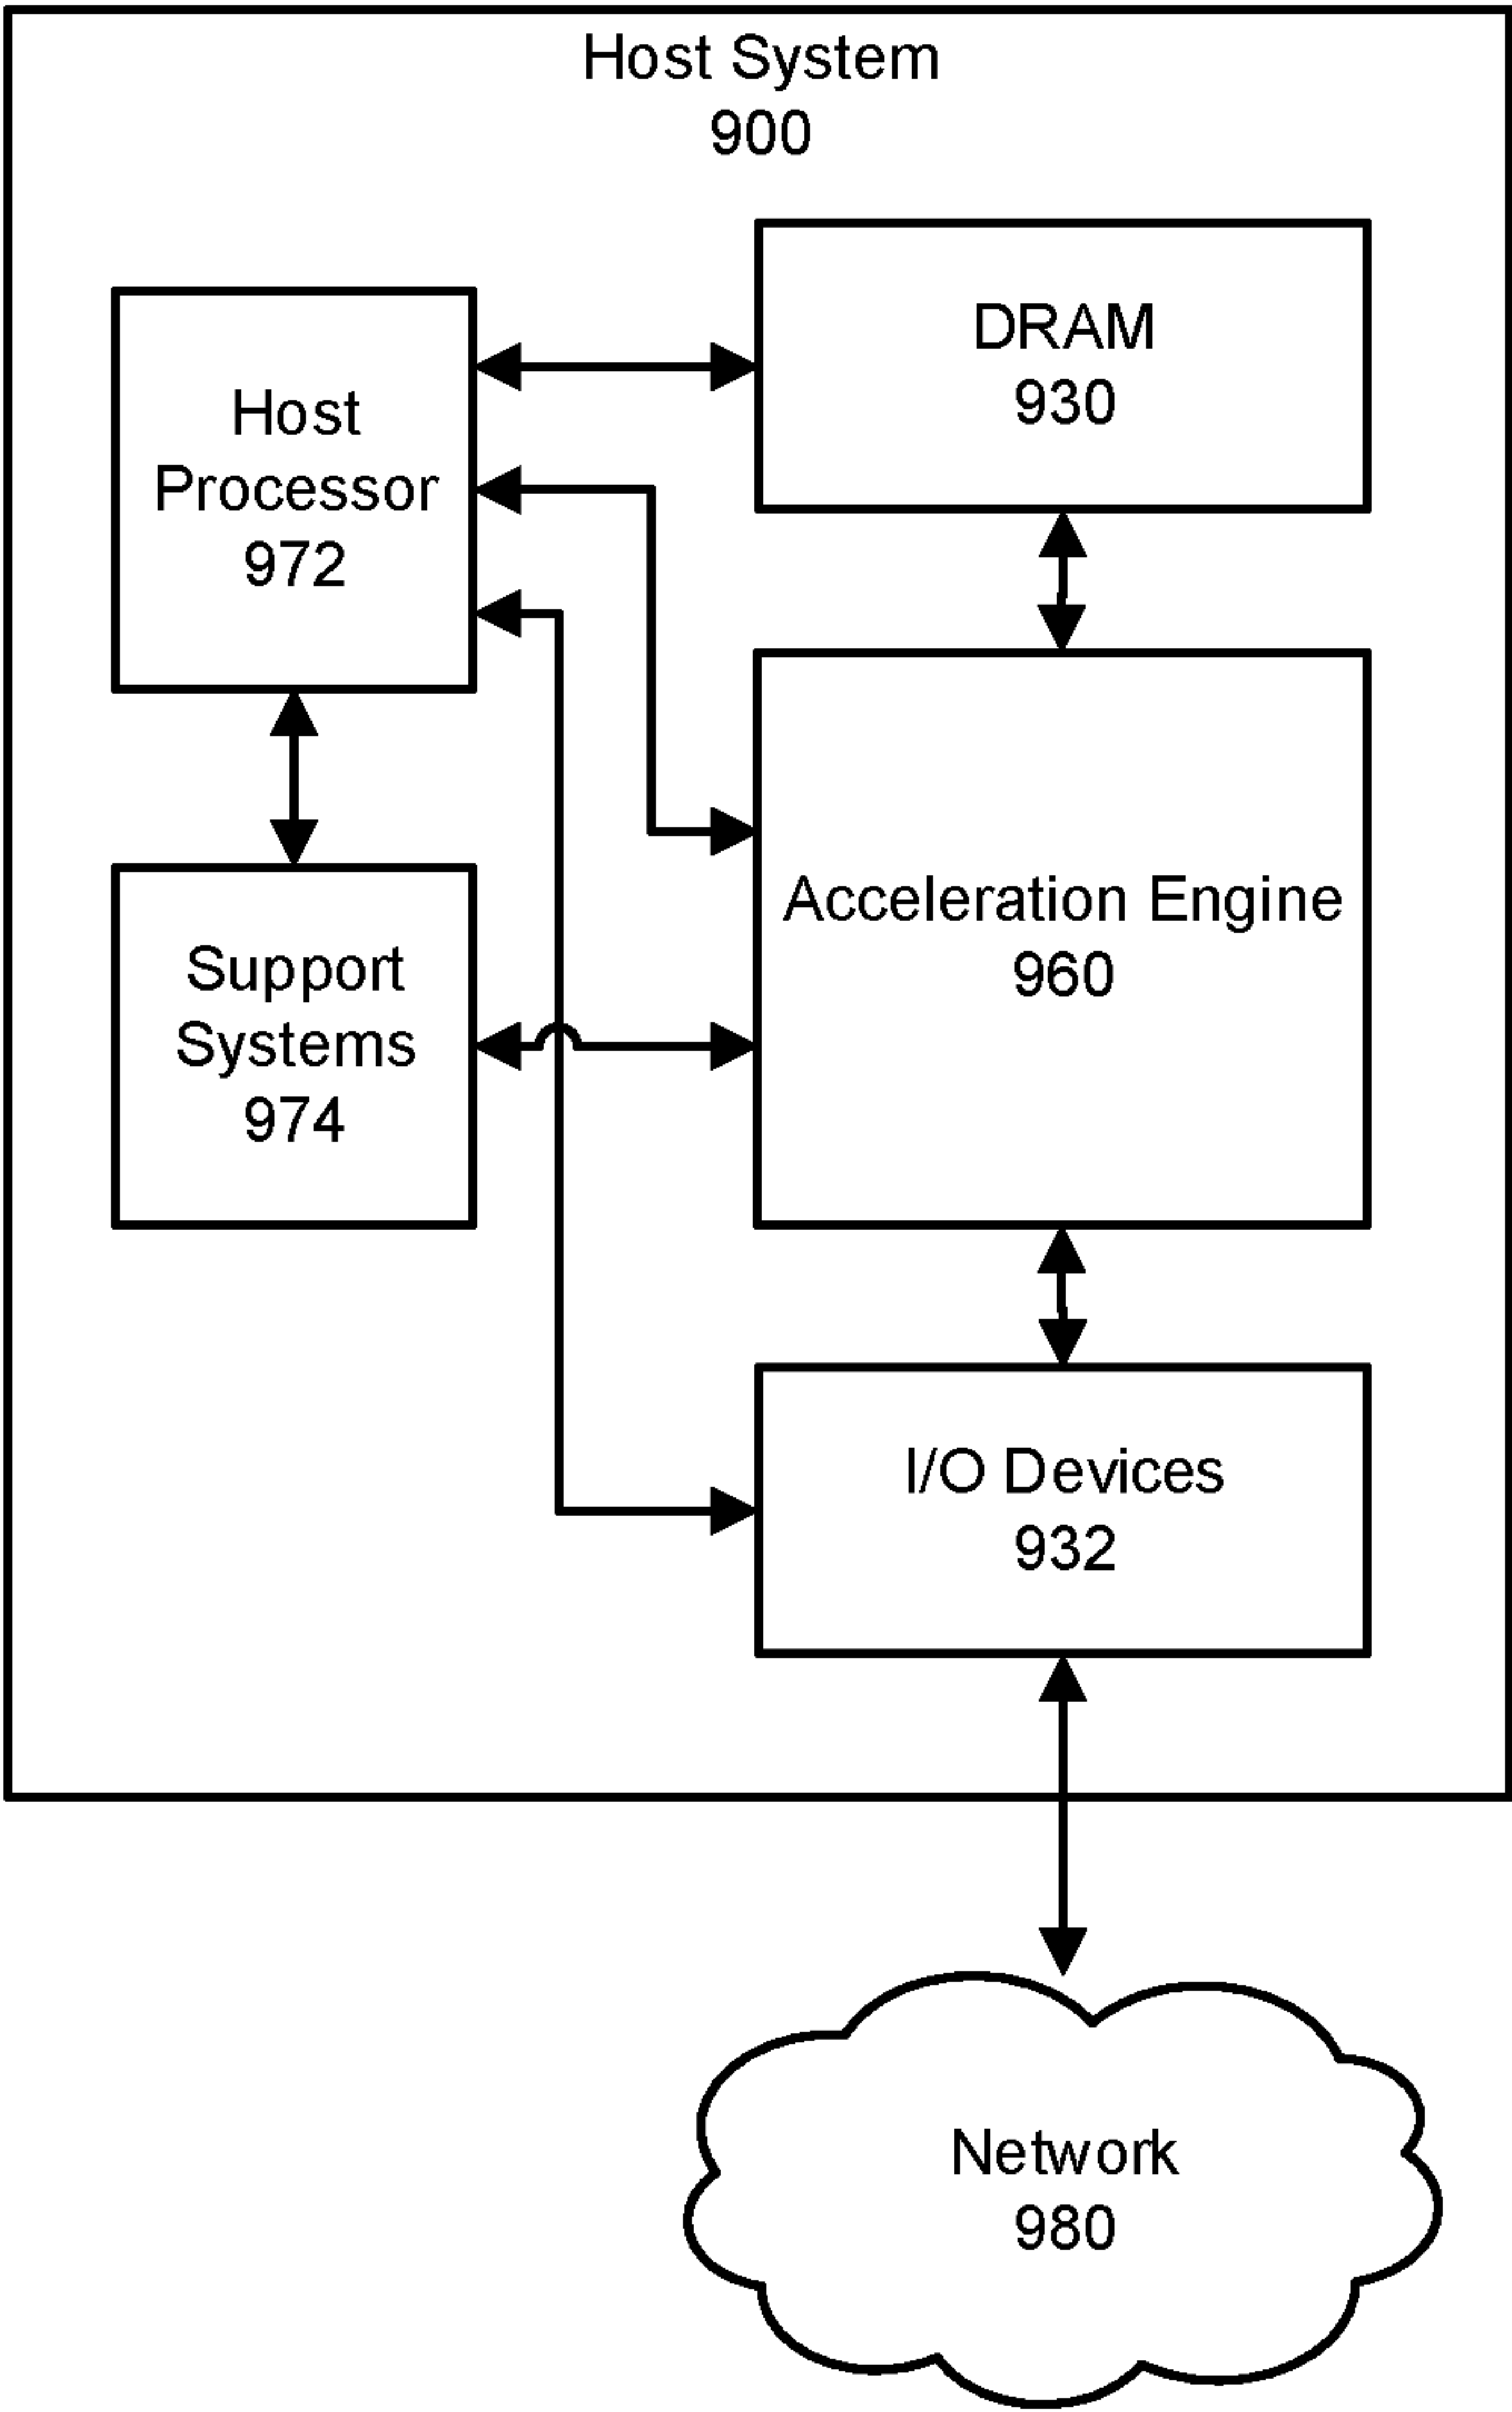 Host System
900
DRAM
930
Host
Processor
972
Acceleration Engine
960
Support
Systems
974
I/O Devices
932
Network
980